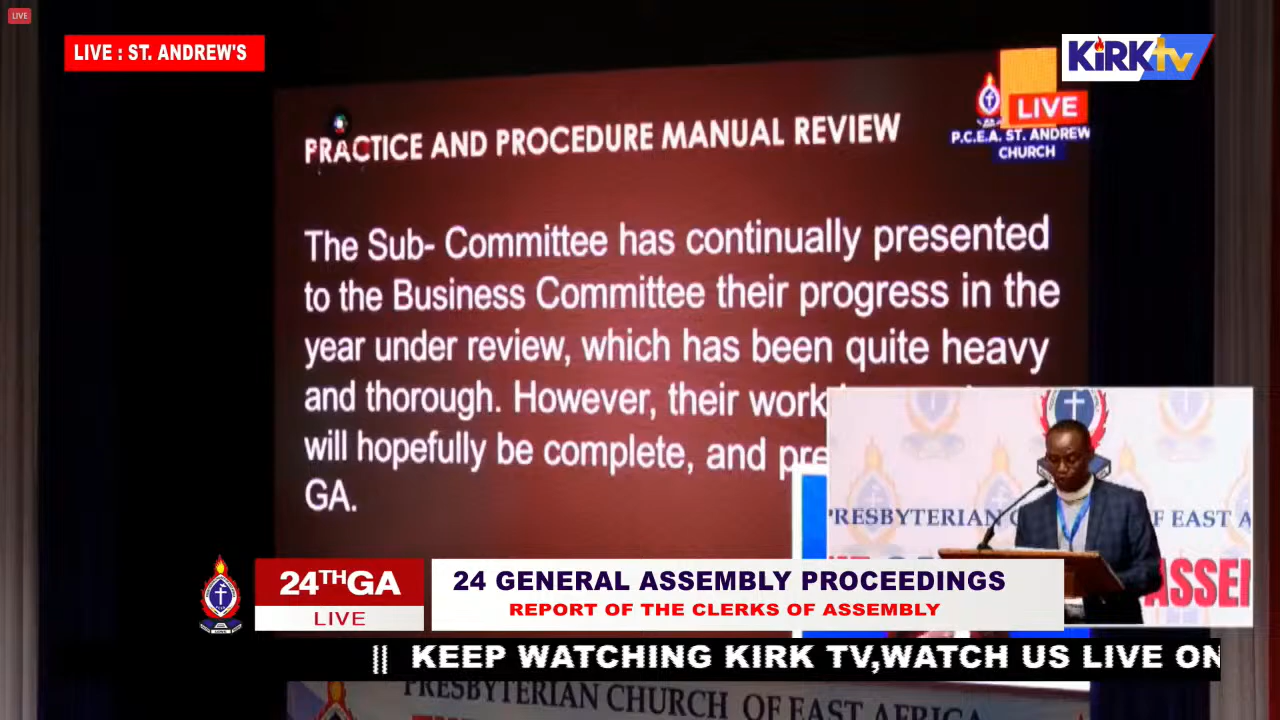 LIVE
LIVE : ST. ANDREW'S
KiRKtv
LIVE
P.C.E.A. ST. ANDREW
CHURCH
PRACTICE AND PROCEDURE MANUAL REVIEW
The Sub- Committee has continually presented
to the Business Committee their progress in the
year under review, which has been quite heavy
and thorough. However, their work
will hopefully be complete, and pre
GA.
PRESBYTERIAN C F EAST A
ASSE
24THGA
LIVE
24 GENERAL ASSEMBLY PROCEEDINGS
REPORT OF THE CLERKS OF ASSEMBLY
|| KEEP WATCHING KIRK TV,WATCH US LIVE ON
PRESBYTERIAN CHURCH OF EAST AFRICA